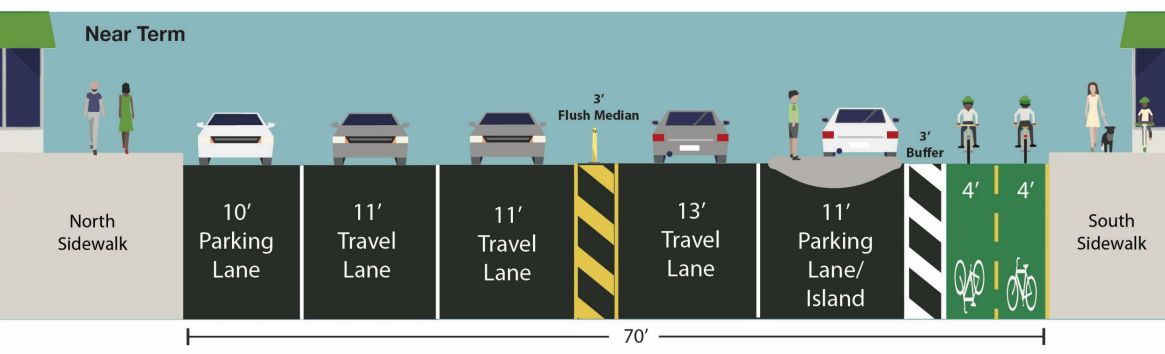 Near Term
3’
Flush Median
3’
Buffer
North
Sidewalk
10’
Parking
Lane
11’
Travel
Lane
11’
Travel
Lane
13’
Travel
Lane
11’
Parking
Lane/
Island
4’
4’
South
Sidewalk
70’